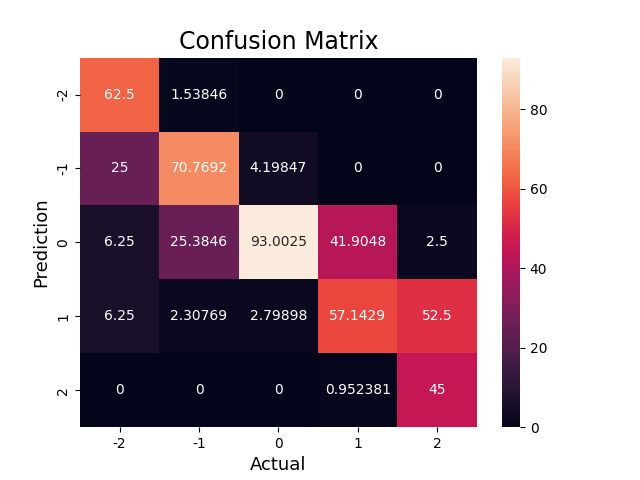 Confusion Matrix
Prediction
-2 62.5 1.53846 0 0 0
-1 25 70.7692 4.19847 0 0
0 6.25 25.3846 93.0025 41.9048 2.5
1 6.25 2.30769 2.79898 57.1429 52.5
2 0 0 0 0.952381 45
-2 -1 0 1 2
Actual
80
60
40
20
0